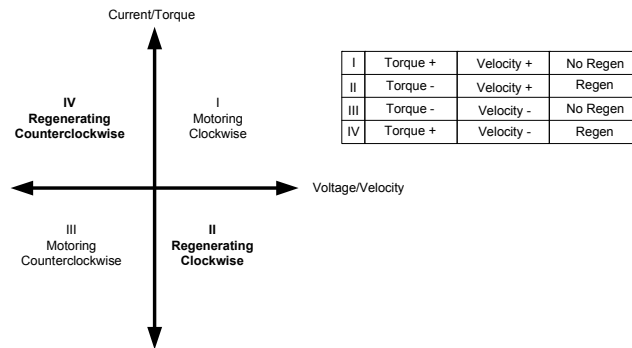 Current/Torque
IV
Regenerating
Counterclockwise
I
Motoring
Clockwise
Voltage/Velocity
III
Motoring
Counterclockwise
II
Regenerating
Clockwise
I Torque + Velocity + No Regen
II Torque - Velocity + Regen
III Torque - Velocity - No Regen
IV Torque + Velocity - Regen